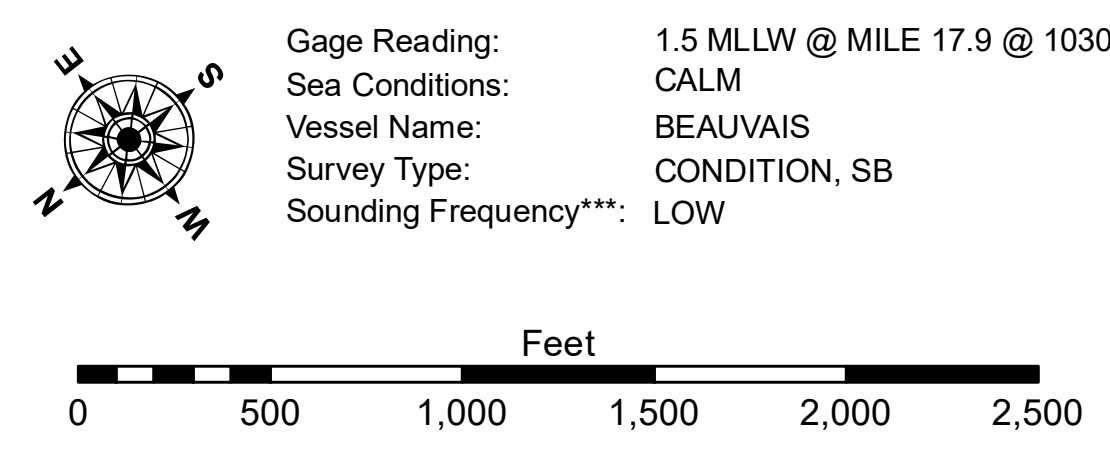 E S N W
Gage Reading: 1.5 MLLW @ MILE 17.9 @ 1030
Sea Conditions: CALM
Vessel Name: BEAUVAIS
Survey Type: CONDITION, SB
Sounding Frequency***: LOW
Feet
0 500 1,000 1,500 2,000 2,500